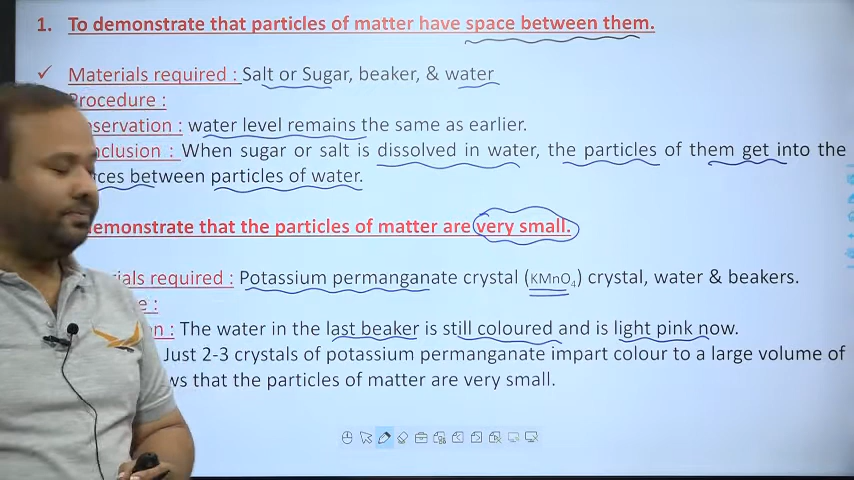 1. To demonstrate that particles of matter have space between them.
✓ Materials required : Salt or Sugar, beaker, & water
Procedure :
servation : water level remains the same as earlier.
nclusion : When sugar or salt is dissolved in water, the particles of them get into the
ces between particles of water.
emonstrate that the particles of matter are very small.
ials required : Potassium permanganate crystal (KMnO₄) crystal, water & beakers.
e :
n : The water in the last beaker is still coloured and is light pink now.
Just 2-3 crystals of potassium permanganate impart colour to a large volume of
ws that the particles of matter are very small.